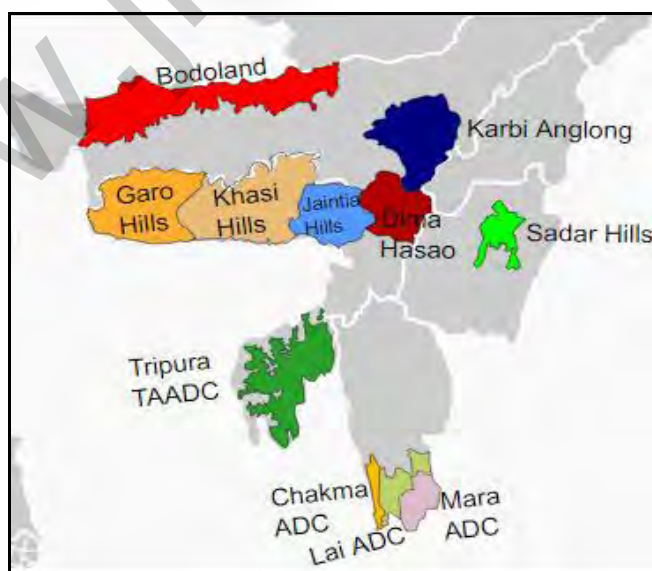 Bodoland
Karbi Anglong
Garo
Hills
Khasi
Hills
Jaintia
Hills
Dima
Hasao
Sadar Hills
Tripura
TAADC
Chakma
ADC
Lai ADC
Mara
ADC